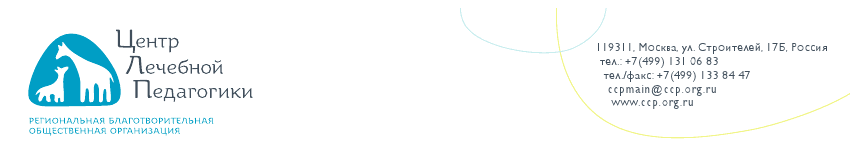 Центр
Лечебной
Педагогики
РЕГИОНАЛЬНАЯ БЛАГОТВОРИТЕЛЬНАЯ
ОБЩЕСТВЕННАЯ ОРГАНИЗАЦИЯ
119311, Москва, ул. Строителей, 17Б, Россия
тел.: +7(499) 131 06 83
тел./факс: +7(499) 133 84 47
ccpmain@ccp.org.ru
www.ccp.org.ru